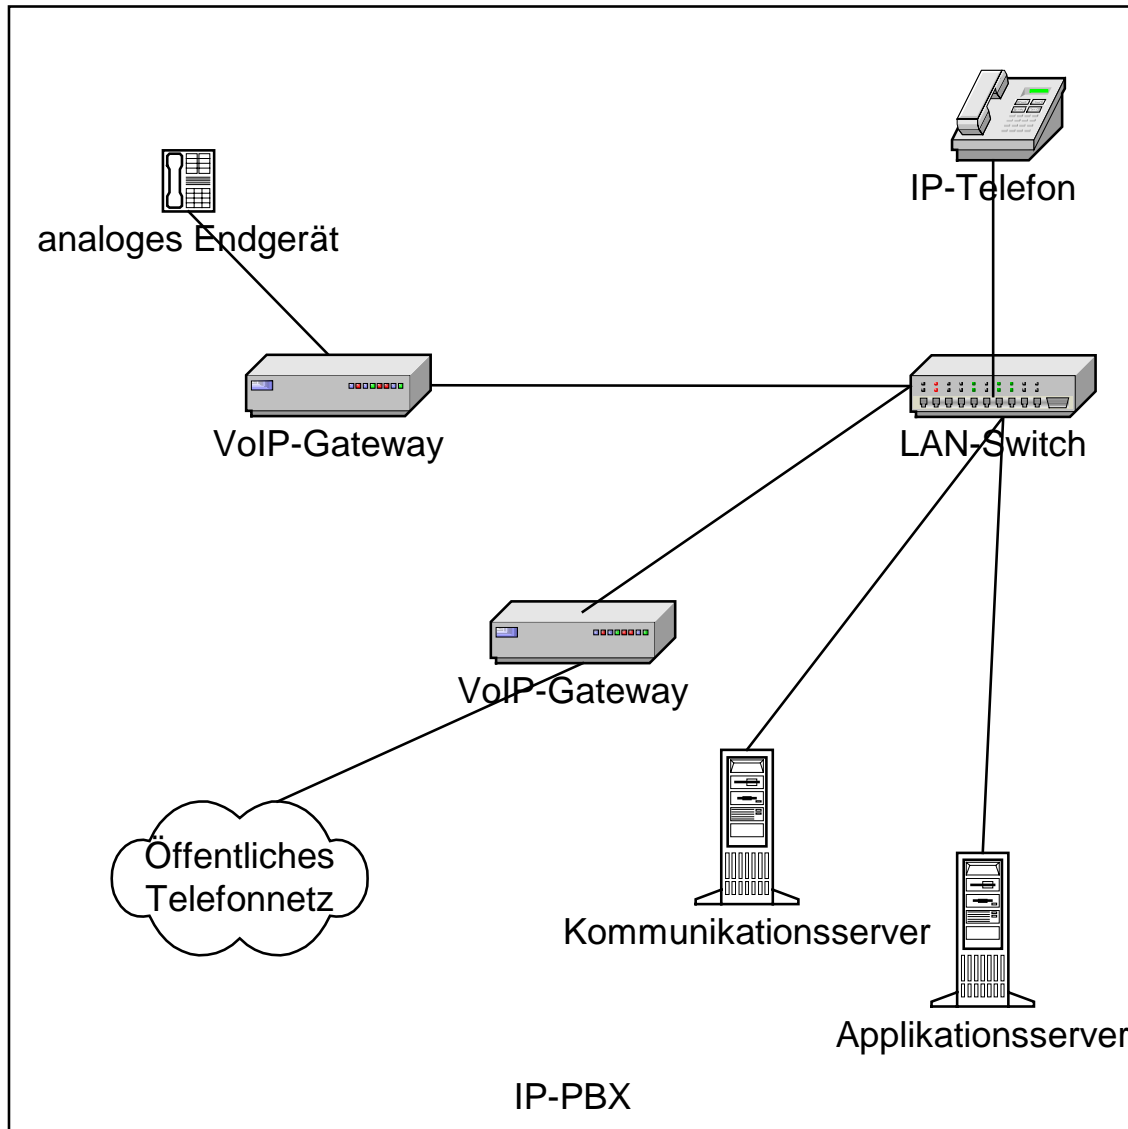 IP-Telefon
analoges Endgerät
VoIP-Gateway
LAN-Switch
VoIP-Gateway
Öffentliches
Telefonnetz
Kommunikationsserver
Applikationsserver
IP-PBX